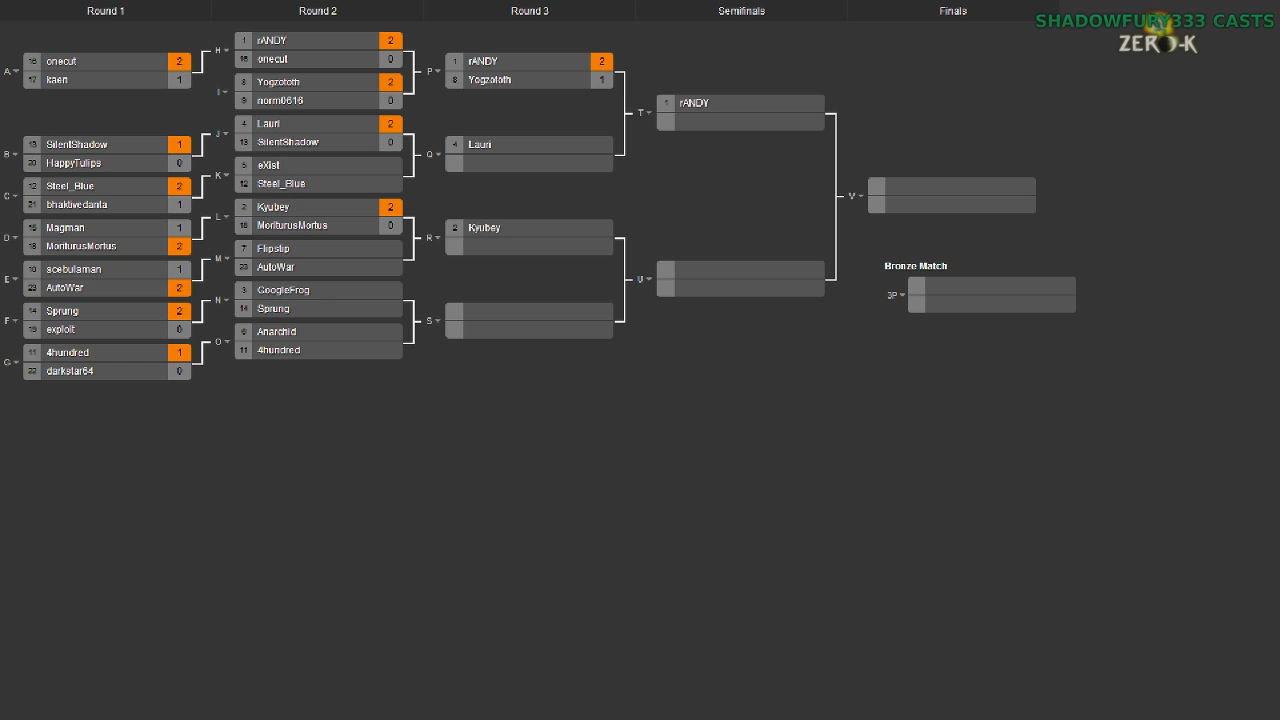 Round 1
Round 2
Round 3
Semifinals
Finals
SHADOWFURY333 CASTS
ZERO-K
A
16 onecut 2
17 kaen 1
B
13 SilentShadow 1
20 HappyTulips 0
C
12 Steel_Blue 2
21 bhaktivedanta 1
D
15 Magman 1
18 MoriturusMortus 2
E
10 scebulaman 1
23 AutoWar 2
F
14 Sprung 2
19 exploit 0
G
11 4hundred 1
22 darkstar64 0
H
1 rANDY 2
16 onecut 0
I
8 Yogzototh 2
9 norm0616 0
J
4 Lauri 2
13 SilentShadow 0
K
5 eXist
12 Steel_Blue
L
2 Kyubey 2
18 MoriturusMortus 0
M
7 Flipstip
23 AutoWar
N
3 GoogleFrog
14 Sprung
O
6 Anarchid
11 4hundred
P
1 rANDY 2
8 Yogzototh 1
Q
4 Lauri
R
2 Kyubey
S
T
1 rANDY
U
V
Bronze Match
3P